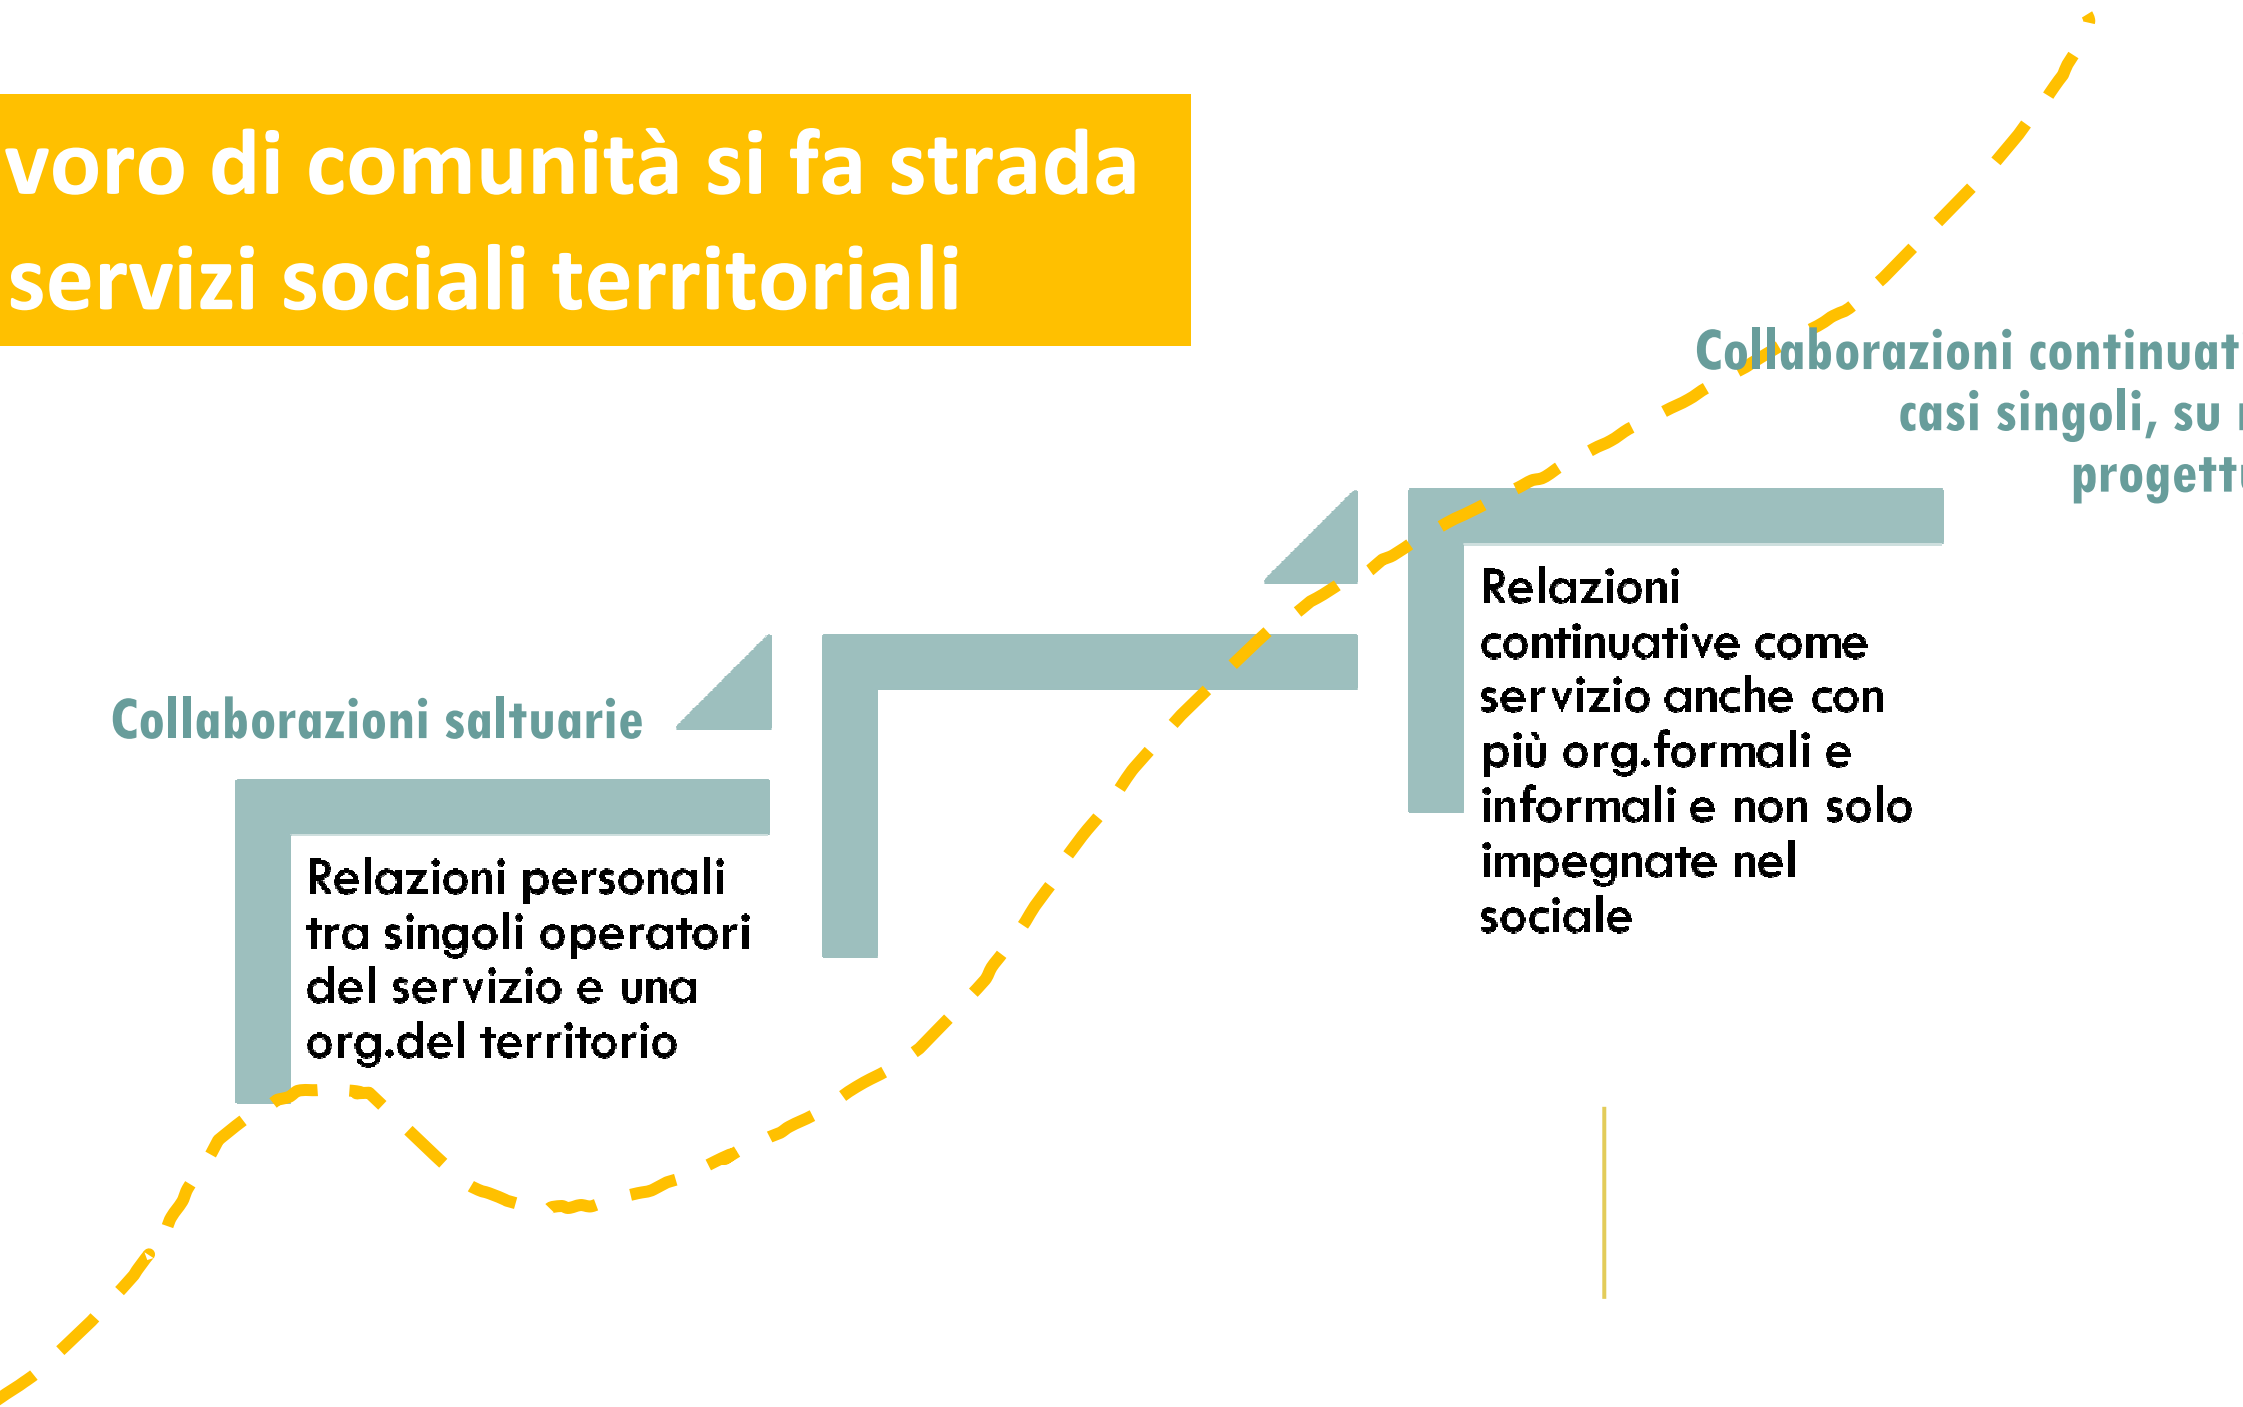 voro di comunità si fa strada
servizi sociali territoriali
Collaborazioni continuat
casi singoli, su
progett
Collaborazioni saltuarie
Relazioni
continuative come
servizio anche con
più org.formali e
informali e non solo
impegnate nel
sociale
Relazioni personali
tra singoli operatori
del servizio e una
org.del territorio